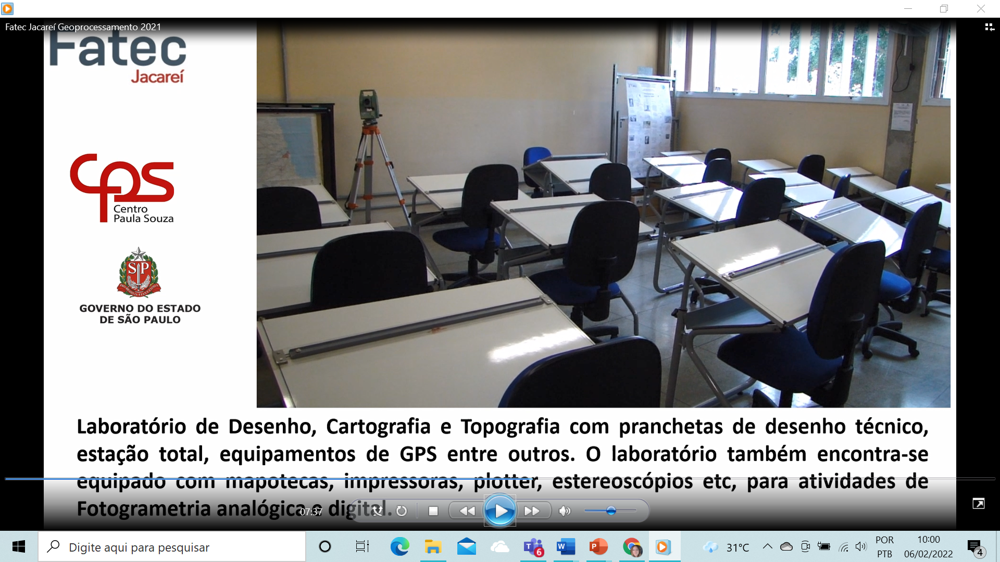 Fatec Jacareí Geoprocessamento 2021
Fatec
Jacareí
cps
Centro
Paula Souza
SP
GOVERNO DO ESTADO
DE SÃO PAULO
Laboratório de Desenho, Cartografia e Topografia com pranchetas de desenho técnico,
estação total, equipamentos de GPS entre outros. O laboratório também encontra-se
equipado com mapotecas, impressoras, plotter, estereoscópios etc, para atividades de
Fotogrametria analógica e digital.
07:37
Digite aqui para pesquisar
6
31°C
POR
PTB
10:00
06/02/2022
4